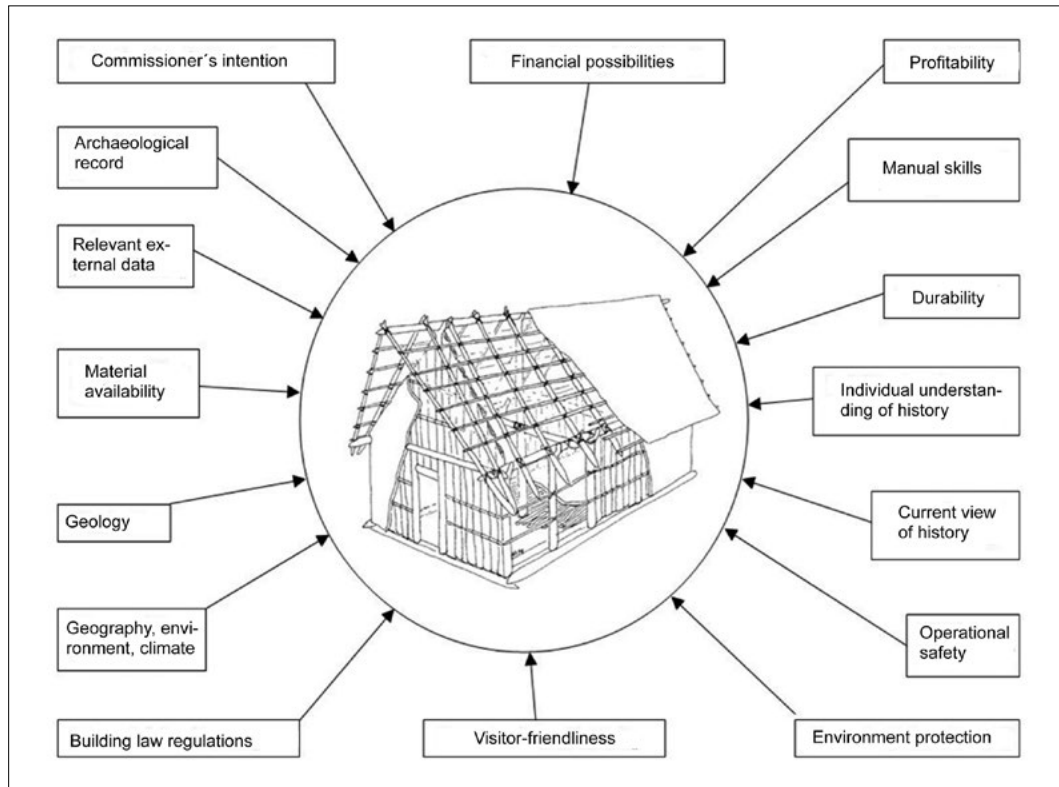 Commissioner´s intention
Financial possibilities
Profitability
Archaeological
record
Manual skills
Relevant ex-
ternal data
Durability
Material
availability
Individual understan-
ding of history
Geology
Current view
of history
Geography, envi-
ronment, climate
Operational
safety
Building law regulations
Visitor-friendliness
Environment protection